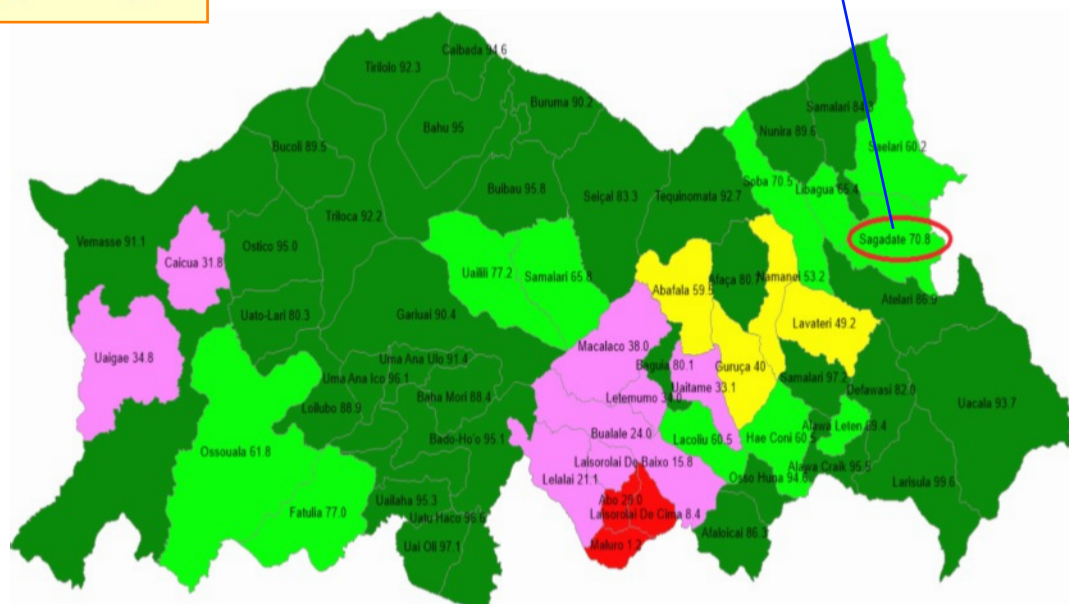 Caibada 94.6
Tirilolo 92.3
Buruma 90.2
Samalari 84.3
Bahu 95
Nunira 89.6
Bucoli 89.5
Saelari 60.2
Buibau 95.8
Seiçal 83.3
Tequinomata 92.7
Soba 70.5
Libagua 65.4
Triloca 92.2
Vemasse 91.1
Ostico 95.0
Sagadate 70.8
Caicua 31.8
Uailili 77.2
Samalari 65.8
Afaça 80.7
Namanei 53.2
Abafala 59.5
Atelari 86.9
Uato-Lari 80.3
Gariuai 90.4
Lavateri 49.2
Macalaco 38.0
Uaigae 34.8
Uma Ana Ulo 91.4
Baguia 80.1
Guruça 40
Uma Ana Ico 96.1
Uaitame 33.1
Samalari 97.2
Defawasi 82.0
Baha Mori 88.4
Letemumo 34.0
Uacala 93.7
Loilubo 88.9
Alawa Leten 69.4
Bado-Ho'o 95.1
Bualale 24.0
Lacoliu 60.5
Hae Coni 60.5
Ossouala 61.8
Laisorolai De Baixo 15.8
Alawa Craik 95.5
Lelalai 21.1
Osso Huna 94.6
Larisula 99.6
Uailaha 95.3
Abo 29.0
Fatulia 77.0
Laisorolai De Cima 8.4
Uatu Haco 96.6
Afaloicai 86.3
Uai Oli 97.1
Maluro 1.2